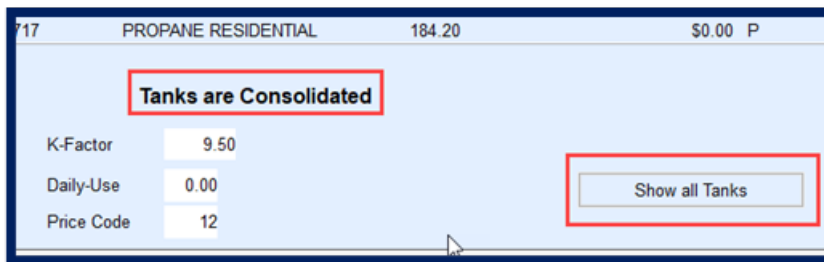 717 PROPANE RESIDENTIAL 184.20 $0.00 P
Tanks are Consolidated
K-Factor 9.50
Daily-Use 0.00
Show all Tanks
Price Code 12